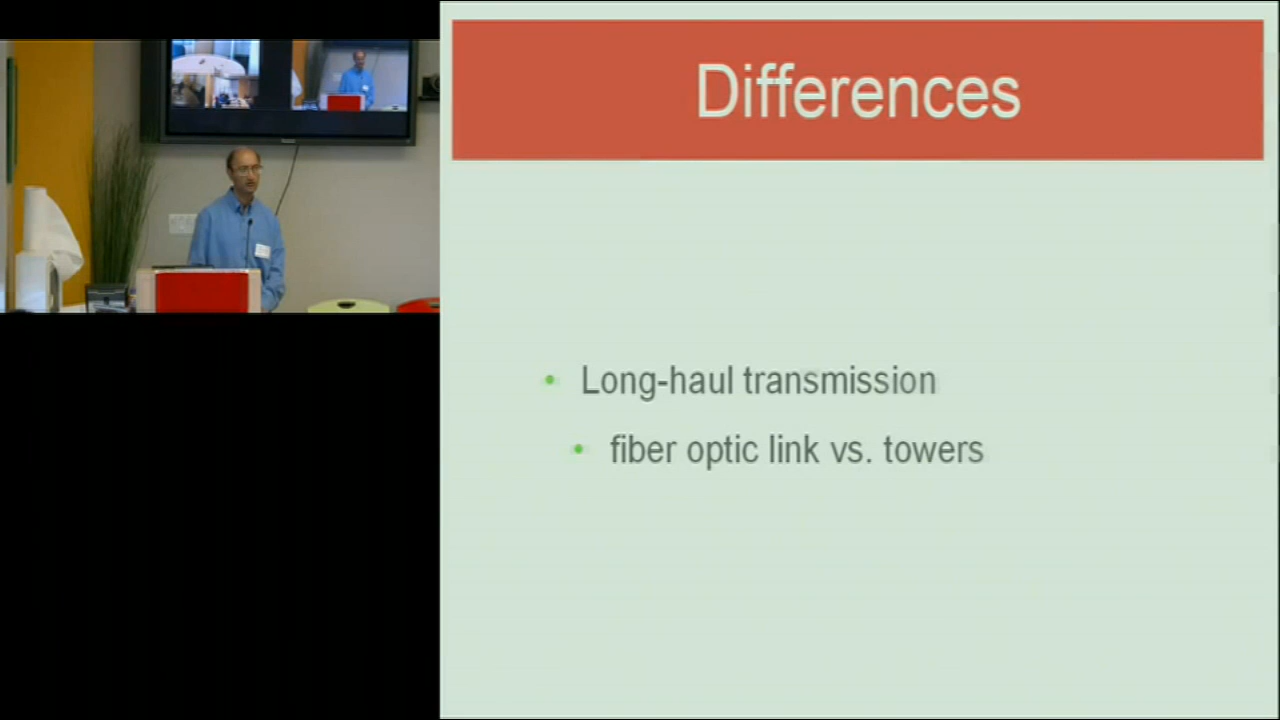 Differences
• Long-haul transmission
• fiber optic link vs. towers